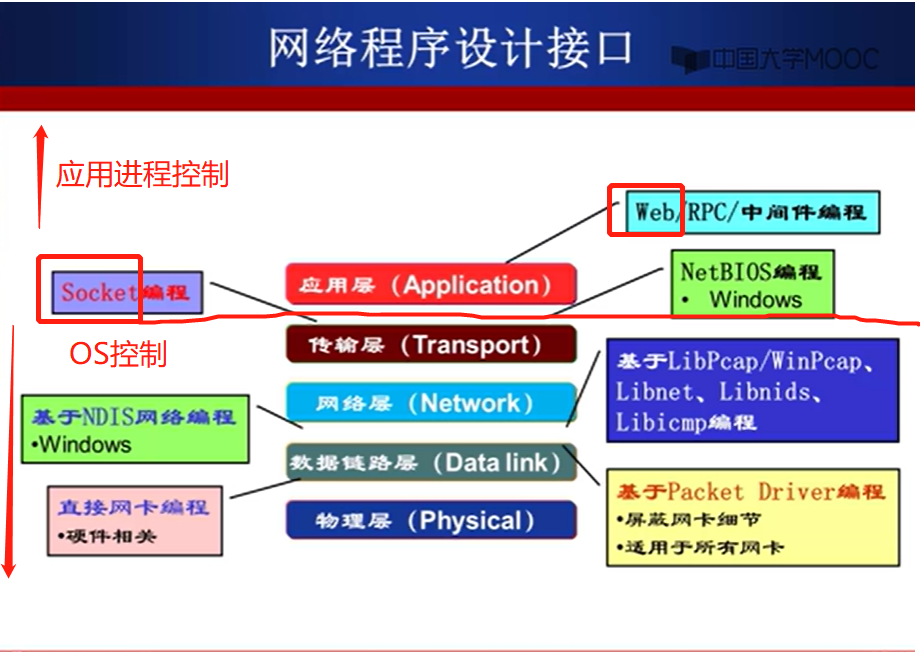 网络程序设计接口
中国大学MOOC
应用进程控制
Web/RPC/中间件编程
NetBIOS编程
• Windows
Socket编程
应用层（Application）
OS控制
传输层（Transport）
基于LibPcap/WinPcap、
Libnet、Libnids、
Libicmp编程
网络层（Network）
基于NDIS网络编程
•Windows
数据链路层（Data link）
基于Packet Driver编程
•屏蔽网卡细节
•适用于所有网卡
直接网卡编程
•硬件相关
物理层（Physical）